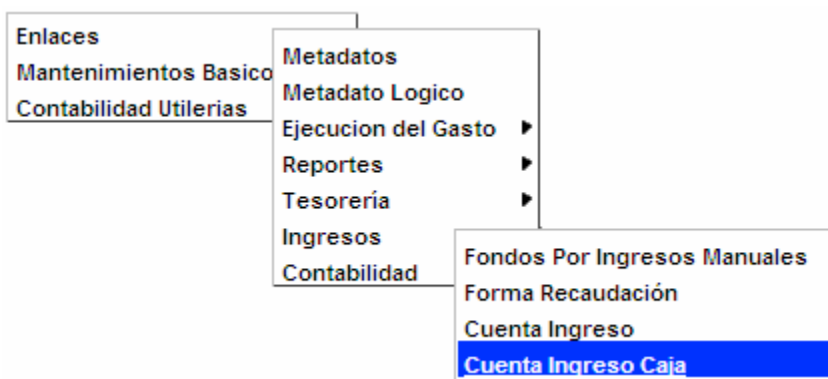 Enlaces
Mantenimientos Basico
Contabilidad Utilerias
Metadatos
Metadato Logico
Ejecucion del Gasto
Reportes
Tesorería
Ingresos
Contabilidad
Fondos Por Ingresos Manuales
Forma Recaudación
Cuenta Ingreso
Cuenta Ingreso Caja